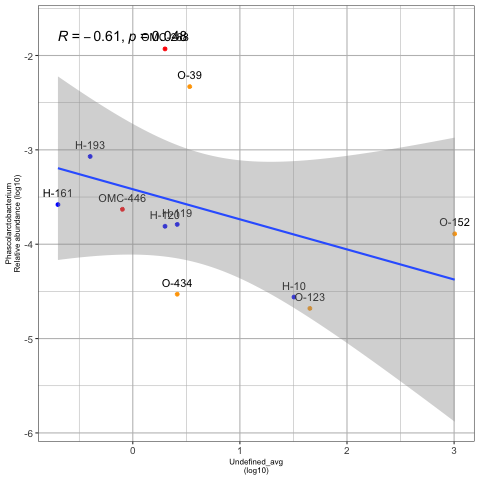 R = −0.61, p = 0.048
O-39
H-193
H-161
OMC-446
H-120
H-119
O-152
O-434
H-10
O-123
-2
-3
-4
-5
-6
0
1
2
3
Phascolarctobacterium
Relative abundance (log10)
Undefined_avg
(log10)